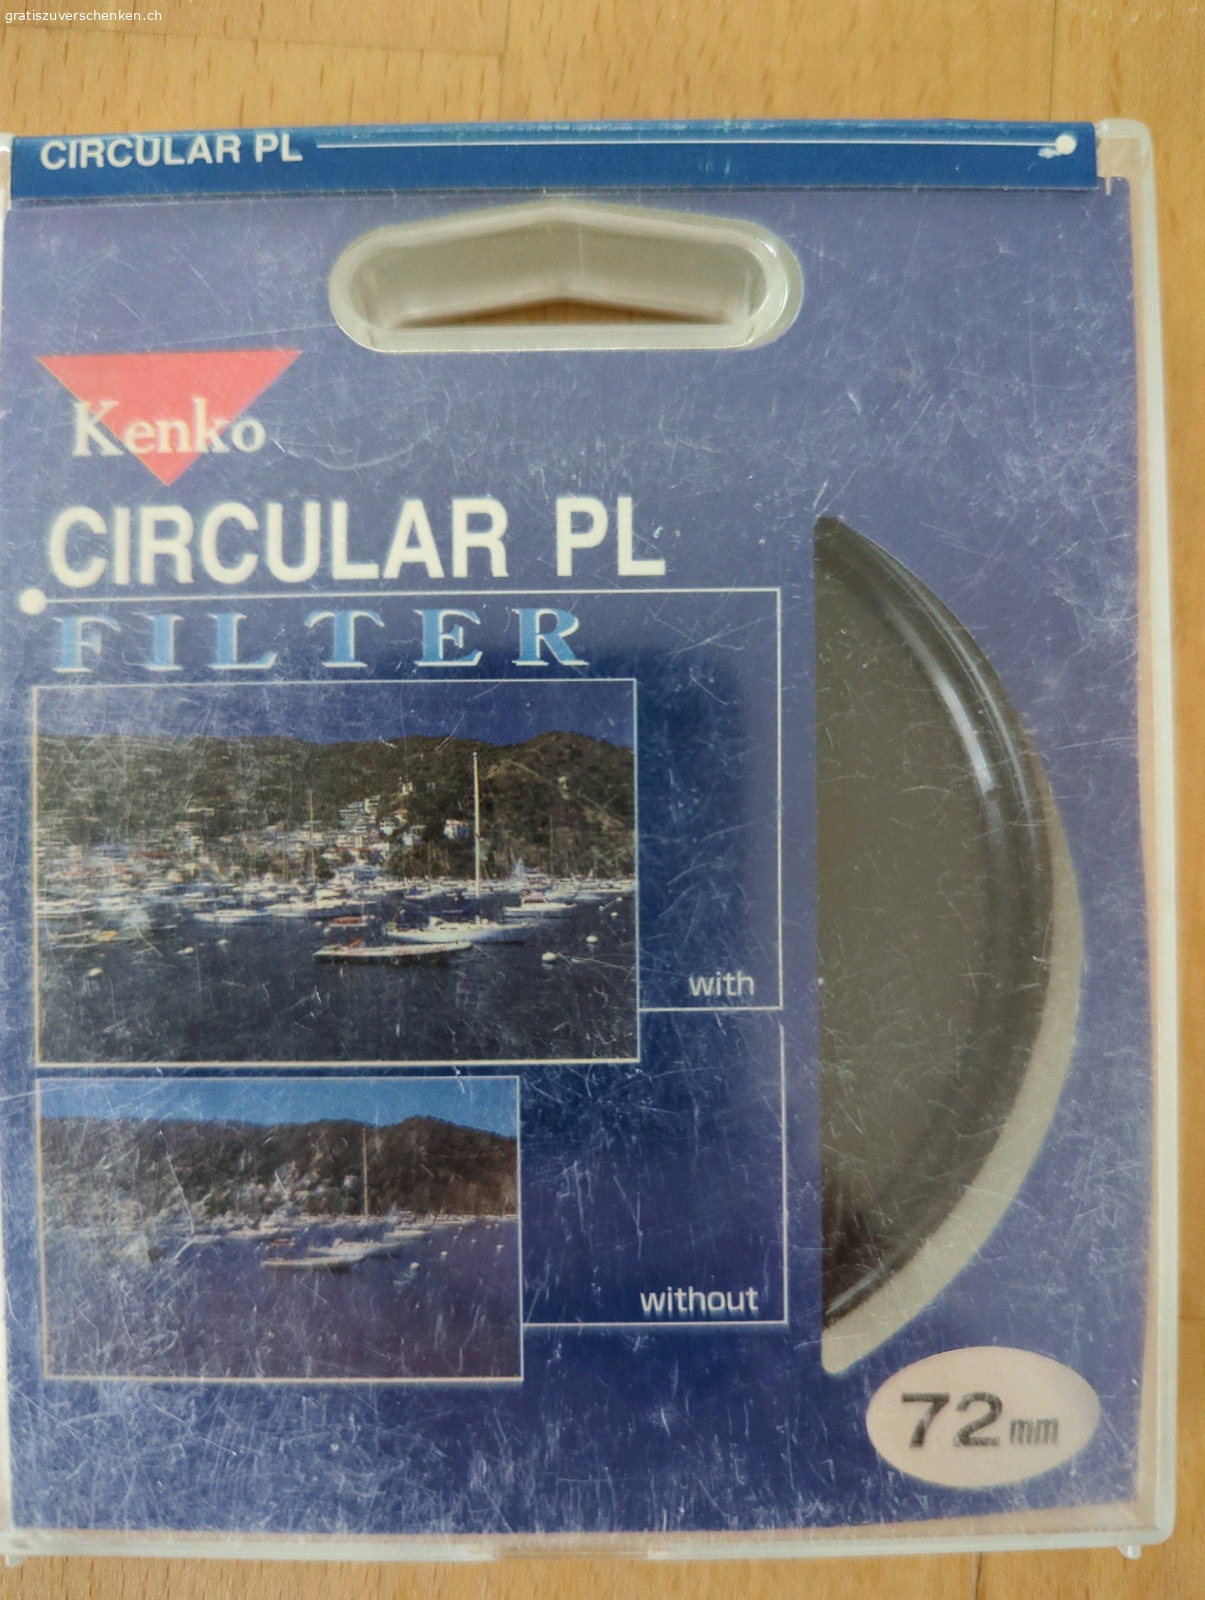 gratiszuverschenken.ch
CIRCULAR PL
Kenko
CIRCULAR PL
FILTER
with
without
72mm